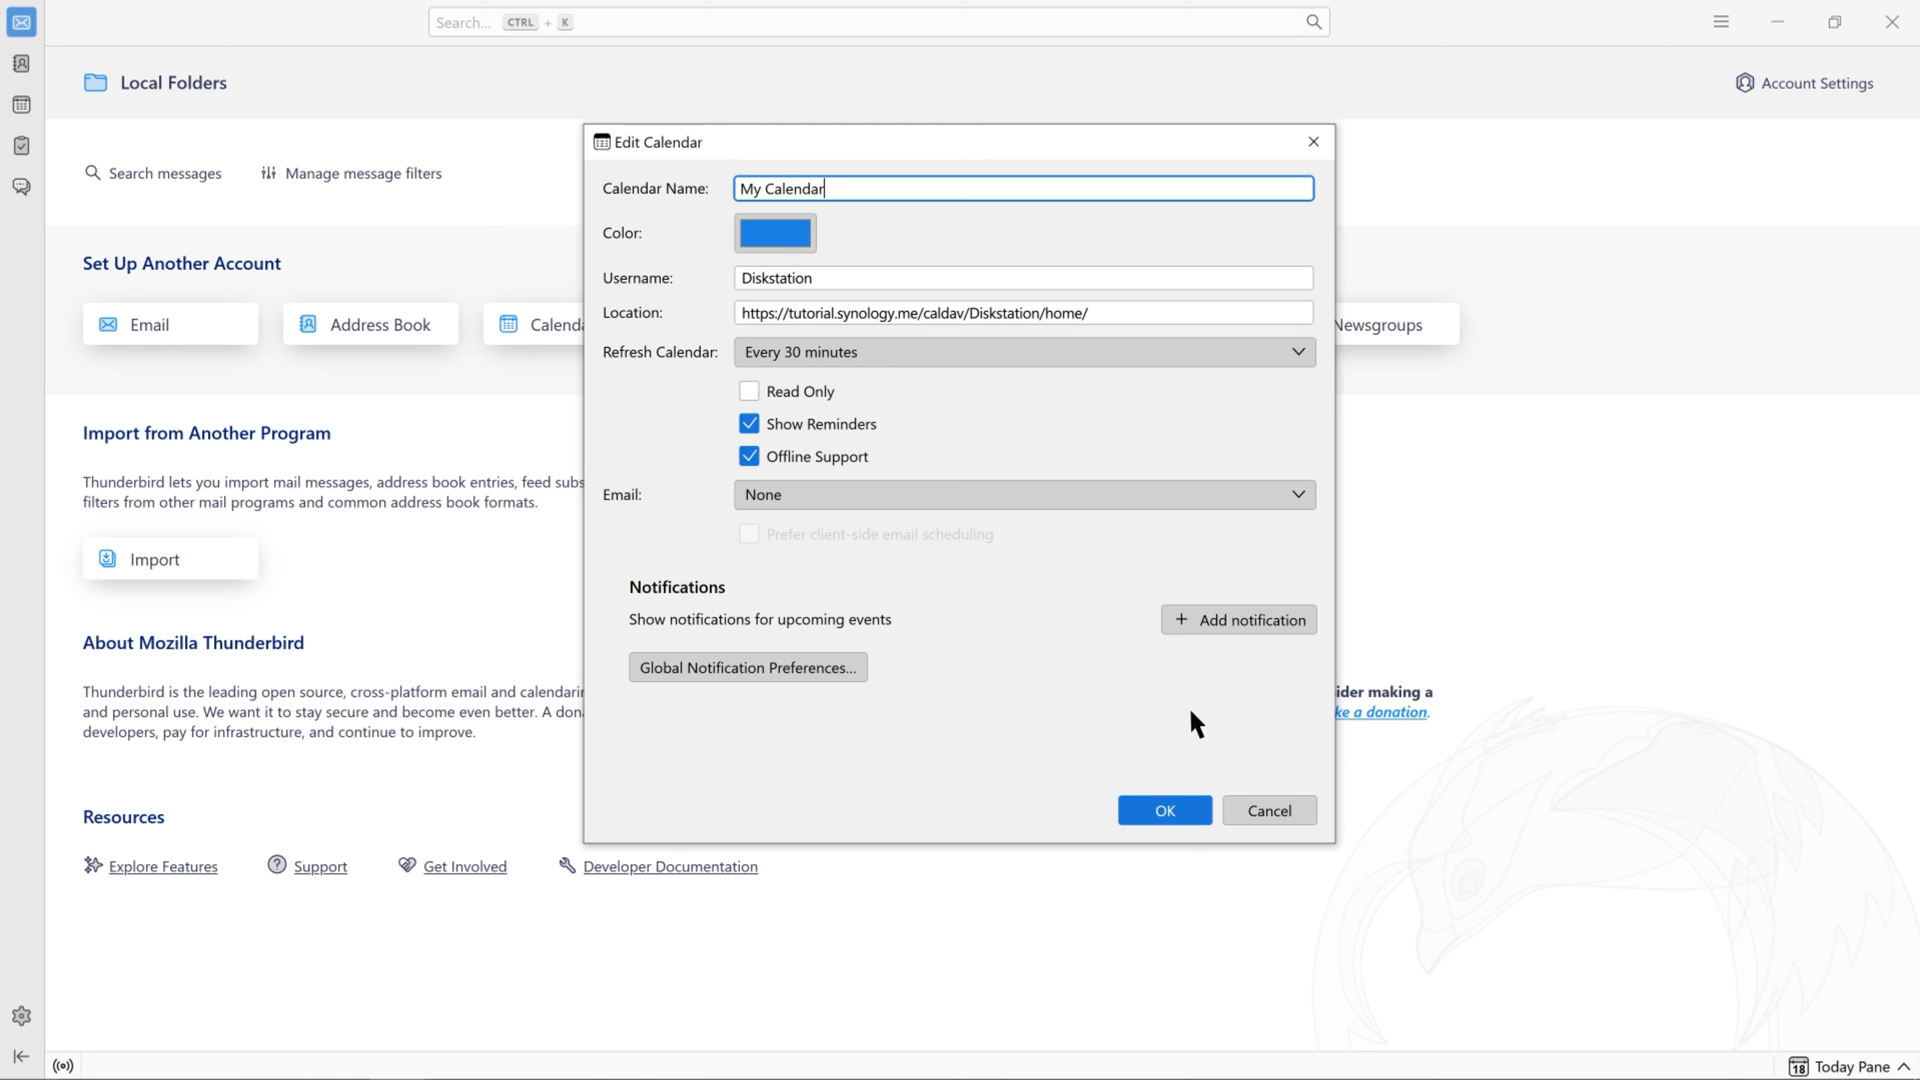 Search... CTRL + K
Local Folders
Account Settings
Search messages
Manage message filters
Set Up Another Account
Email
Address Book
Calenda
Newsgroups
Import from Another Program
Thunderbird lets you import mail messages, address book entries, feed subs
filters from other mail programs and common address book formats.
Import
About Mozilla Thunderbird
Thunderbird is the leading open source, cross-platform email and calendarin
ider making a
and personal use. We want it to stay secure and become even better. A don
ke a donation.
developers, pay for infrastructure, and continue to improve.
Resources
Explore Features
Support
Get Involved
Developer Documentation
Edit Calendar
Calendar Name: My Calendar
Color:
Username: Diskstation
Location: https://tutorial.synology.me/caldav/Diskstation/home/
Refresh Calendar: Every 30 minutes
Read Only
Show Reminders
Offline Support
Email: None
Prefer client-side email scheduling
Notifications
Show notifications for upcoming events
+ Add notification
Global Notification Preferences...
OK
Cancel
18 Today Pane